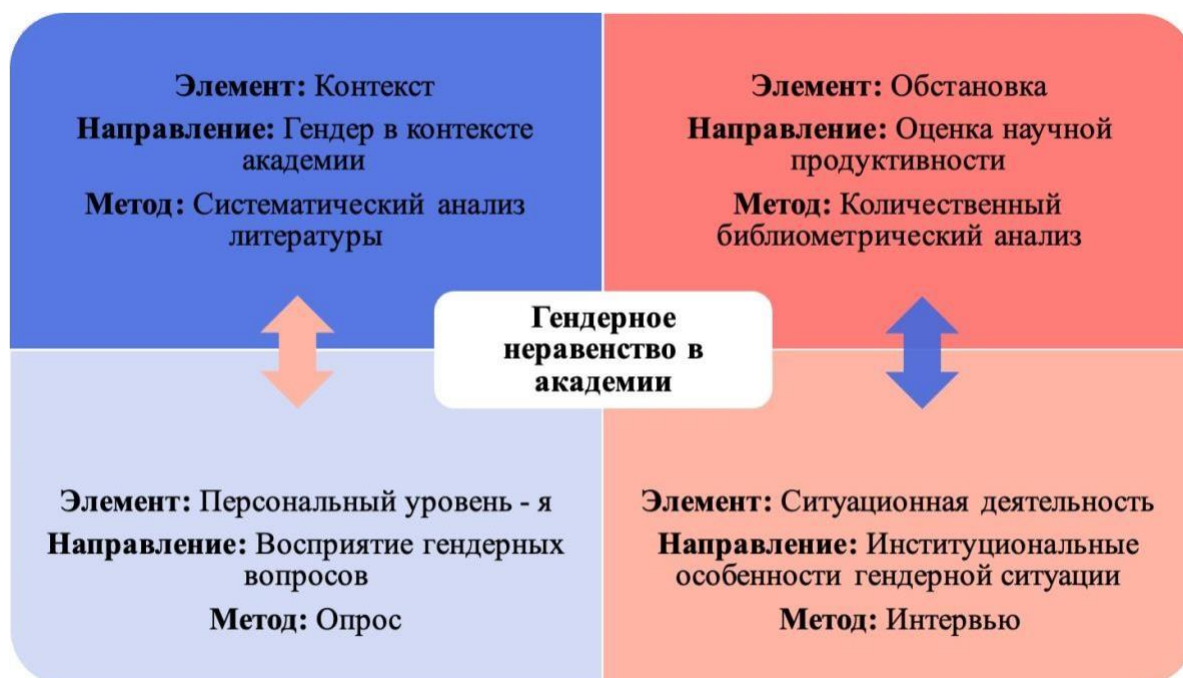 Элемент: Контекст
Направление: Гендер в контексте
академии
Метод: Систематический анализ
литературы
Элемент: Обстановка
Направление: Оценка научной
продуктивности
Метод: Количественный
библиометрический анализ
Гендерное
неравенство в
академии
Элемент: Персональный уровень - я
Направление: Восприятие гендерных
вопросов
Метод: Опрос
Элемент: Ситуационная деятельность
Направление: Институциональные
особенности гендерной ситуации
Метод: Интервью